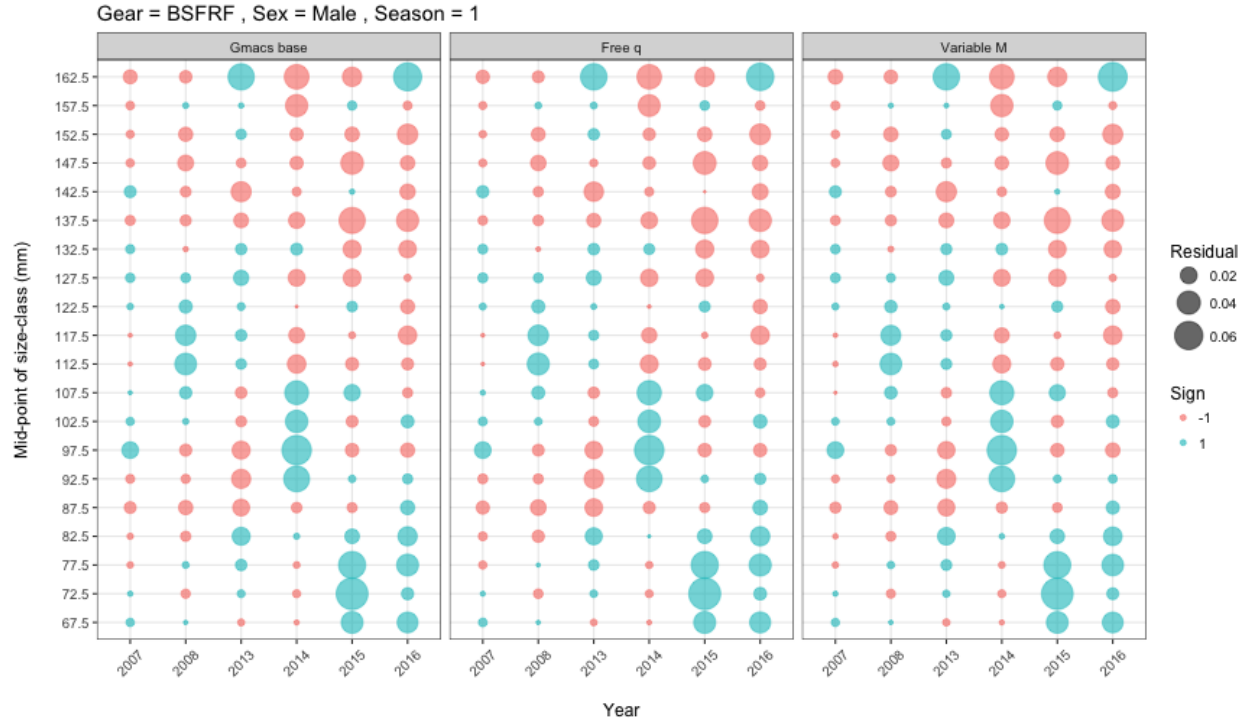 Gear = BSFRF , Sex = Male , Season = 1
Gmacs base
Free q
Variable M
162.5
157.5
152.5
147.5
142.5
137.5
132.5
127.5
122.5
117.5
112.5
107.5
102.5
97.5
92.5
87.5
82.5
77.5
72.5
67.5
Mid-point of size-class (mm)
2007 2008 2013 2014 2015 2016
2007 2008 2013 2014 2015 2016
2007 2008 2013 2014 2015 2016
Year
Residual
0.02
0.04
0.06
Sign
-1
1